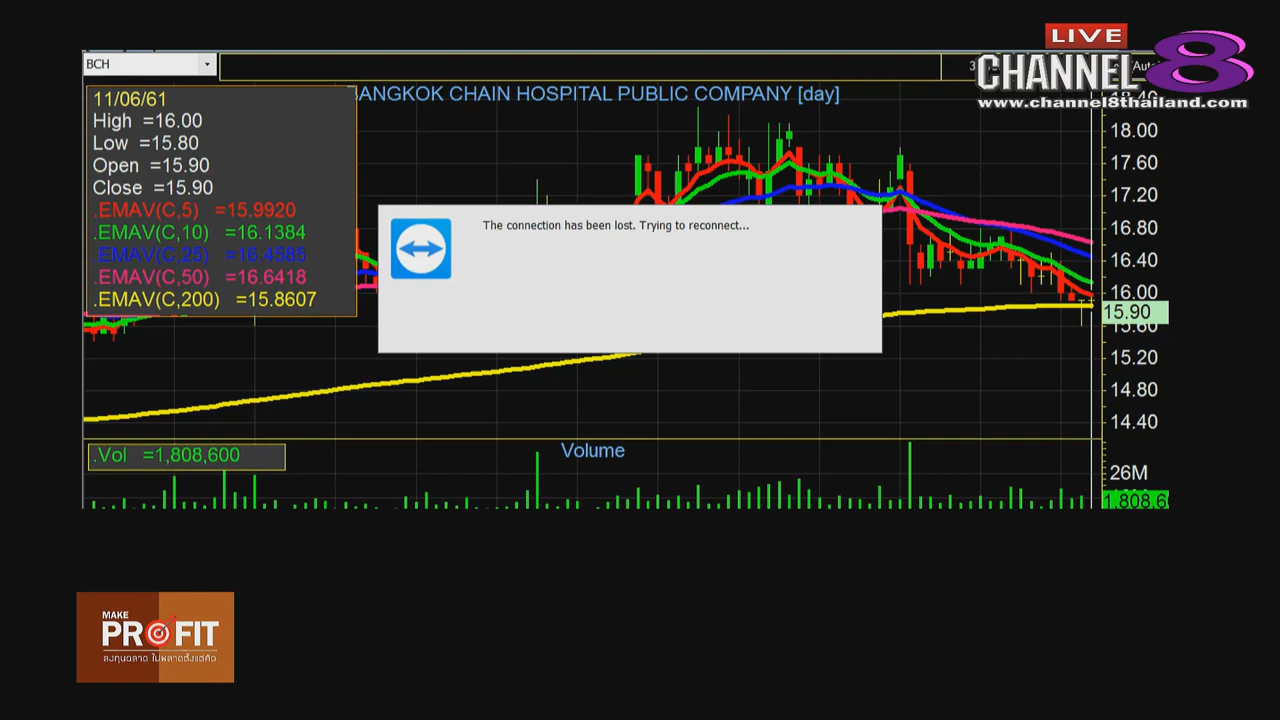 LIVE
CHANNEL 8
www.channel8thailand.com
BCH
BANGKOK CHAIN HOSPITAL PUBLIC COMPANY [day]
11/06/61
High =16.00
Low =15.80
Open =15.90
Close =15.90
.EMAV(C,5) =15.9920
.EMAV(C,10) =16.1384
.EMAV(C,25) =16.4585
.EMAV(C,50) =16.6418
.EMAV(C,200) =15.8607
The connection has been lost. Trying to reconnect...
18.40
18.00
17.60
17.20
16.80
16.40
16.00
15.90
15.60
15.20
14.80
14.40
.Vol =1,808,600
Volume
26M
1,808,6
MAKE
PROFIT
ลงทุนฉลาด ไม่พลาดตั้งแต่คิด